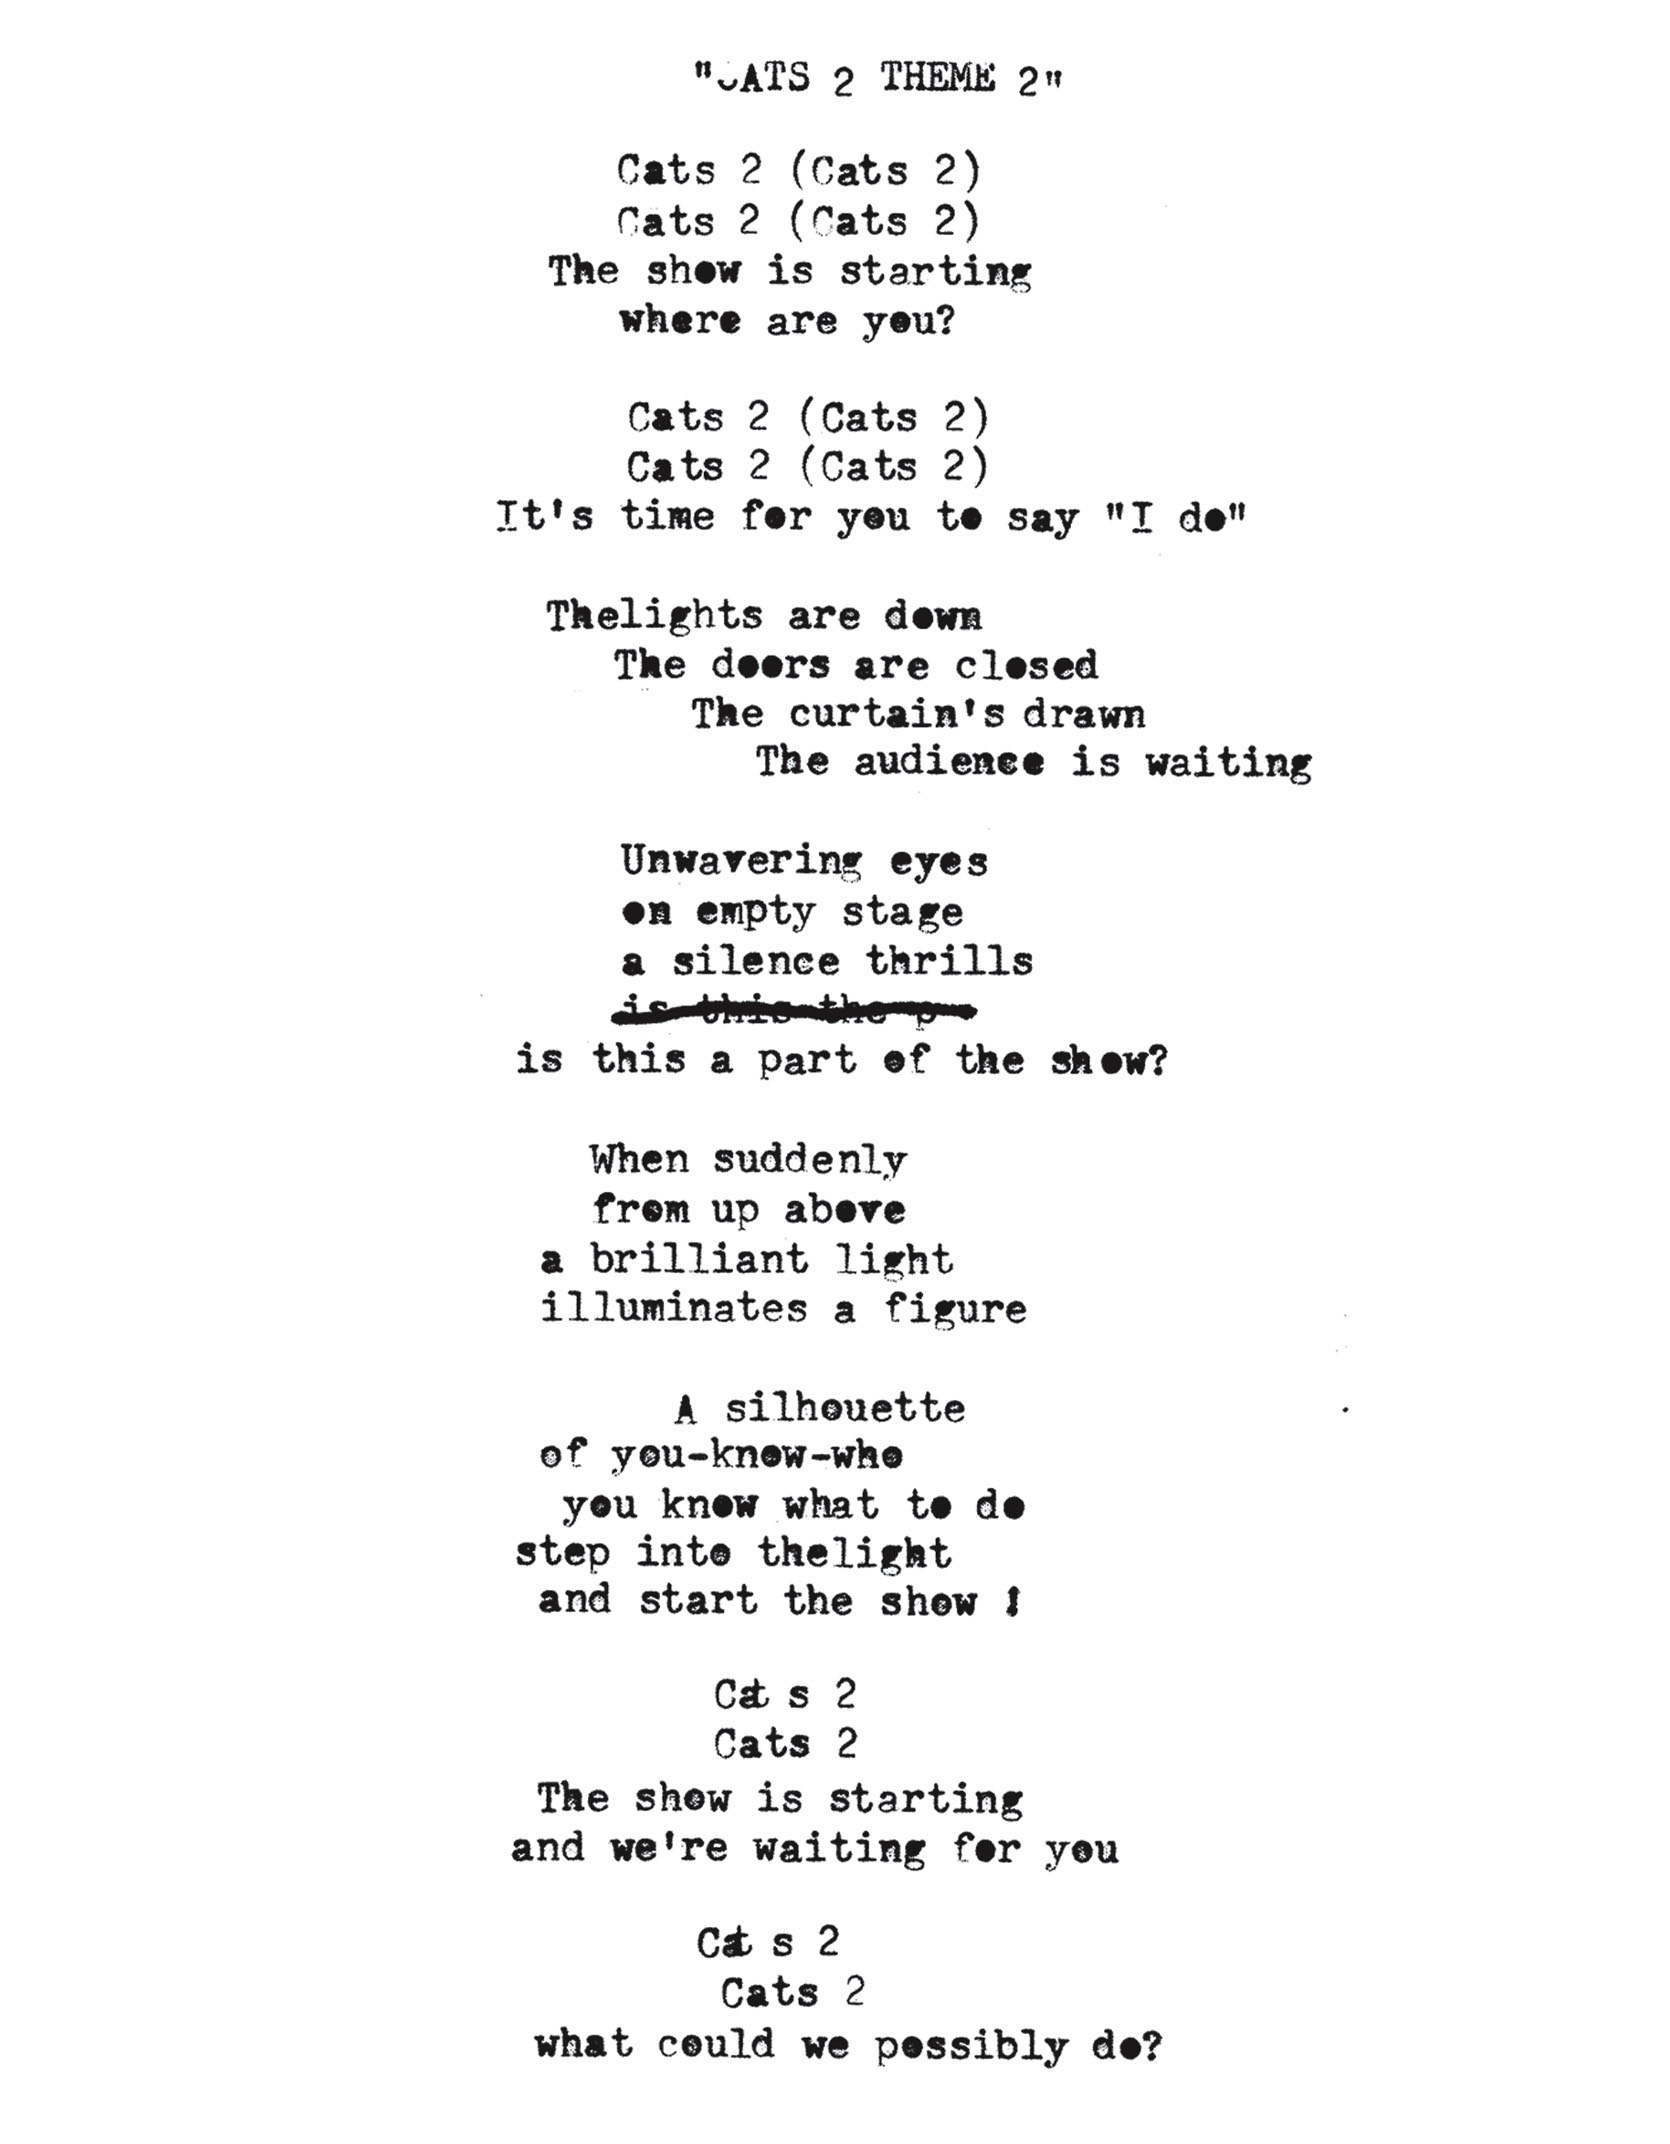 "CATS 2 THEME 2"
Cats 2 (Cats 2)
Cats 2 (Cats 2)
The show is starting
where are you?
Cats 2 (Cats 2)
Cats 2 (Cats 2)
It's time for you to say "I do"
Thelights are down
The doors are closed
The curtain's drawn
The audience is waiting
Unwavering eyes
on empty stage
a silence thrills
is this the p
is this a part of the show?
When suddenly
from up above
a brilliant light
illuminates a figure
A silhouette
of you-know-who
you know what to do
step into thelight
and start the show !
Cat s 2
Cats 2
The show is starting
and we're waiting for you
Cat s 2
Cats 2
what could we possibly do?